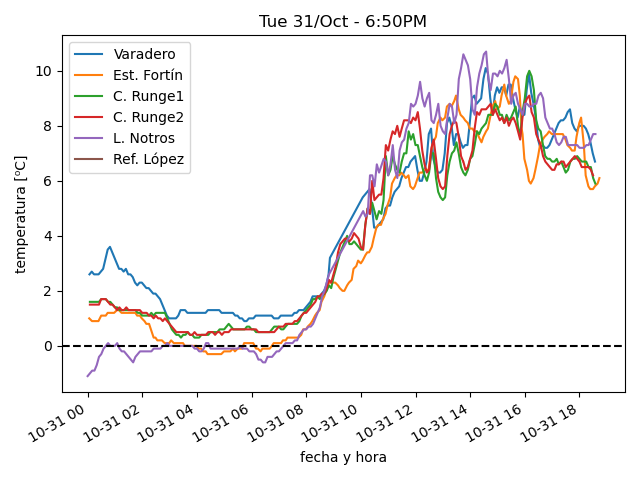 Tue 31/Oct - 6:50PM
Varadero
Est. Fortín
C. Runge1
C. Runge2
L. Notros
Ref. López
temperatura [ºC]
10
8
6
4
2
0
10-31 00
10-31 02
10-31 04
10-31 06
10-31 08
10-31 10
10-31 12
10-31 14
10-31 16
10-31 18
fecha y hora